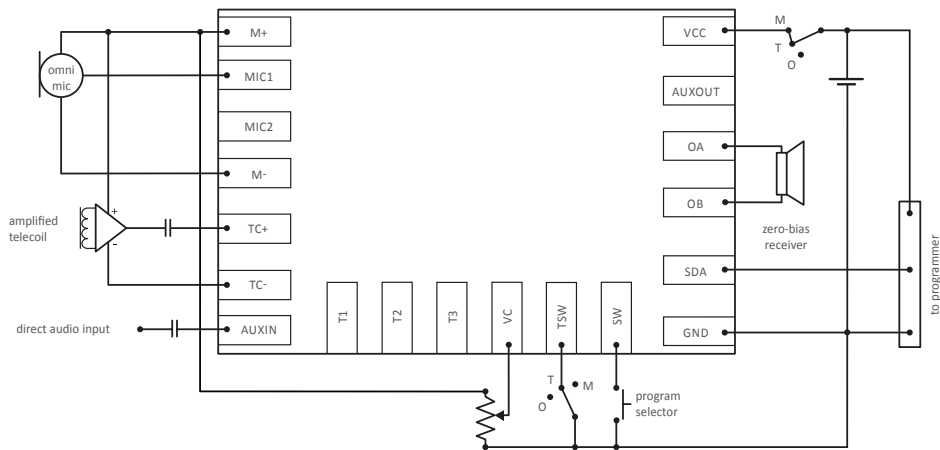 M+
MIC1
MIC2
M-
TC+
TC-
AUXIN
omni
mic
+
-
amplified
telecoil
direct audio input
T1
T2
T3
VC
TSW
SW
VCC
AUXOUT
OA
OB
SDA
GND
M
T
O
zero-bias
receiver
to programmer
T
M
O
program
selector